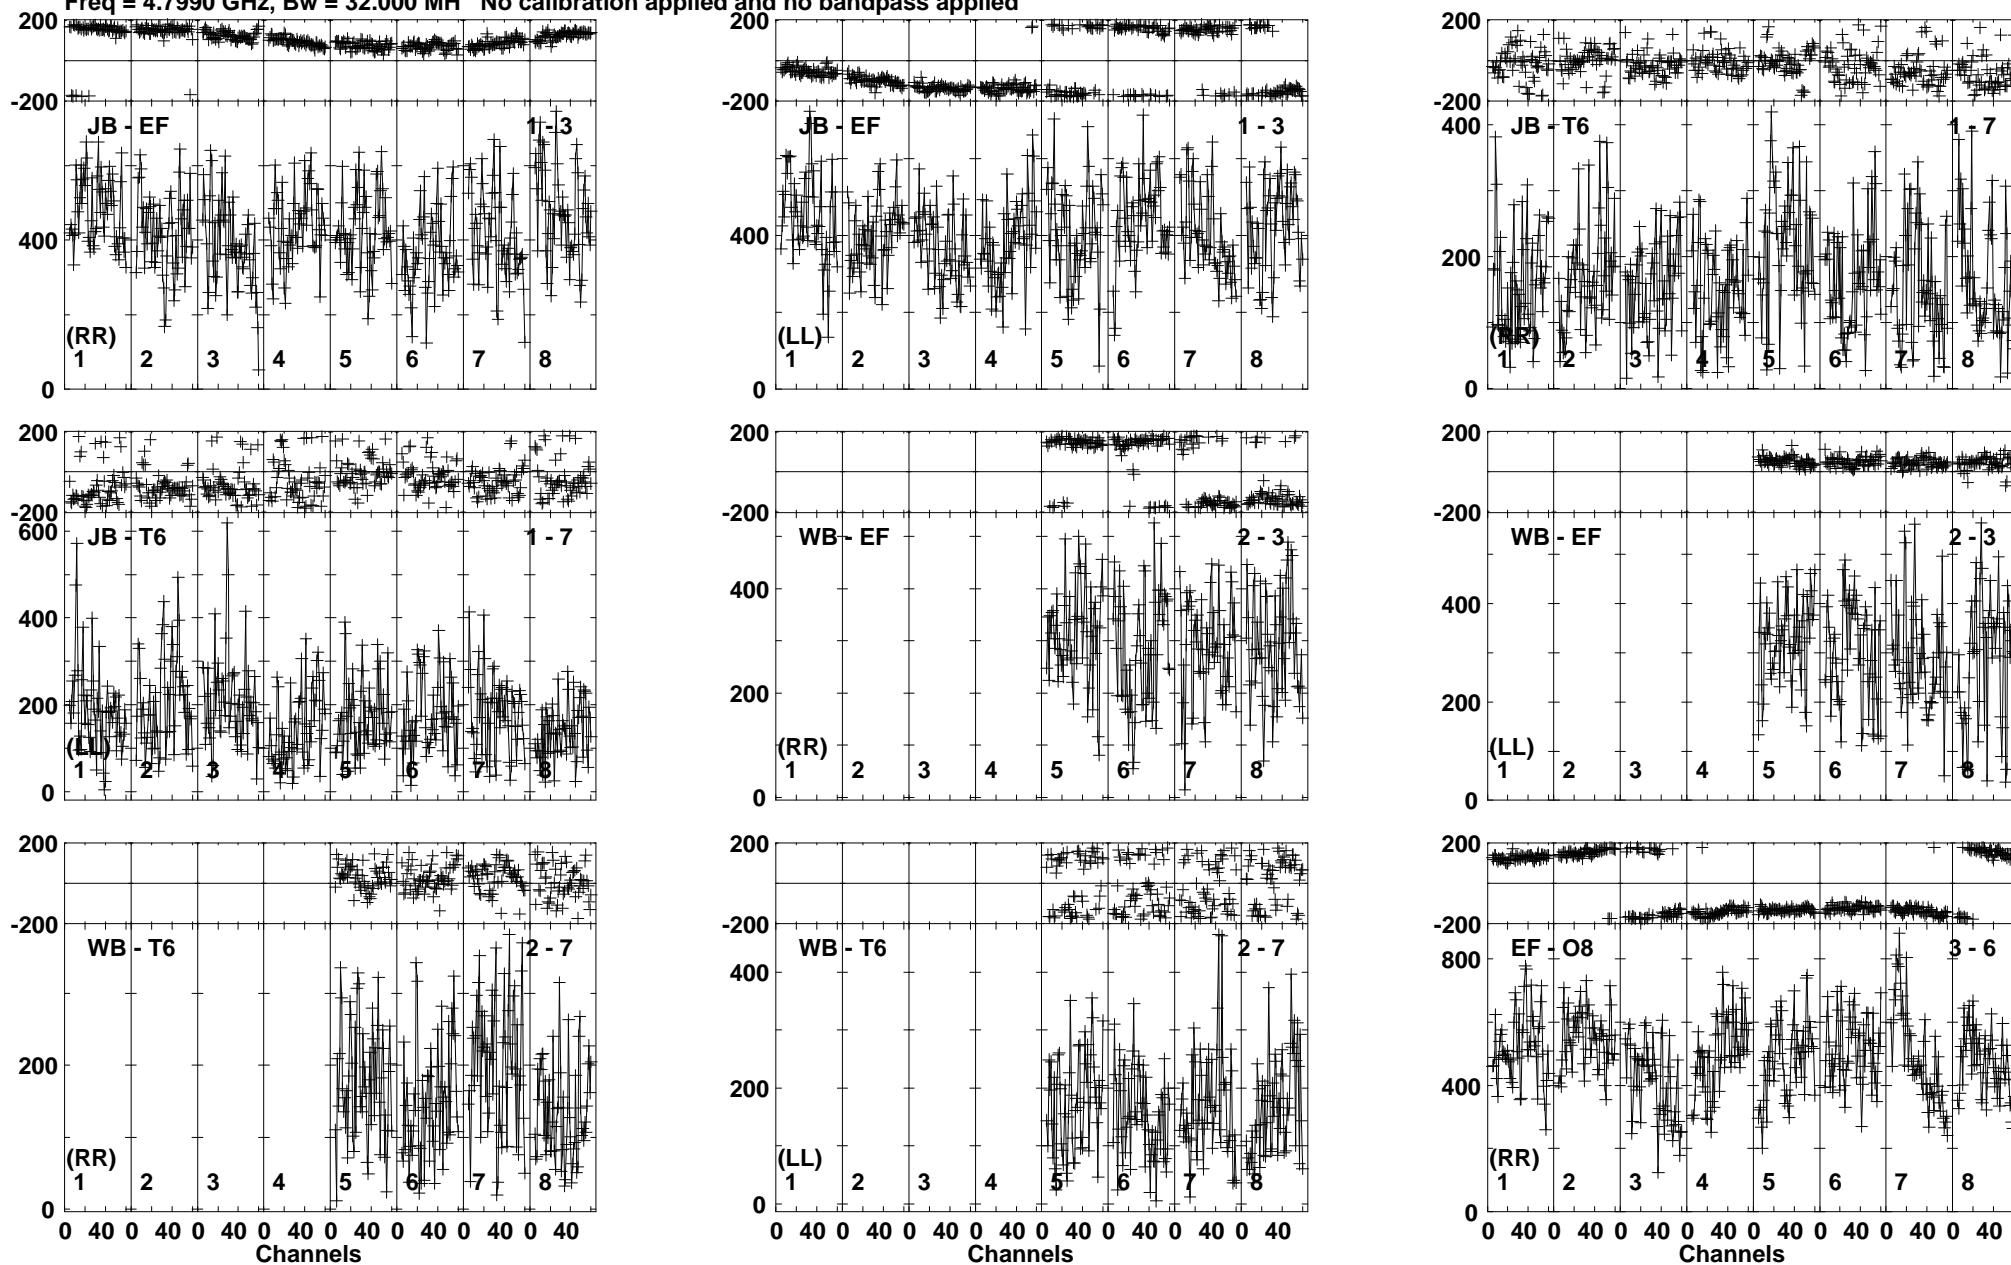 Freq = 4.7990 GHz, Bw = 32.000 MH No calibration applied and no bandpass applied
200
-200
JB - EF 1 - 3
400
(RR)
1 2 3 4 5 6 7 8
0
200
-200
JB - EF 1 - 3
400
(LL)
1 2 3 4 5 6 7 8
0
200
-200
400
JB - T6 1 - 7
200
(RR)
1 2 3 4 5 6 7 8
0
200
-200
600
JB - T6 1 - 7
400
200
(LL)
1 2 3 4 5 6 7 8
0
200
-200
WB - EF 2 - 3
400
200
(RR)
1 2 3 4 5 6 7 8
0
200
-200
WB - EF 2 - 3
400
200
(LL)
1 2 3 4 5 6 7 8
0
200
-200
WB - T6 2 - 7
200
(RR)
1 2 3 4 5 6 7 8
0
0 40 0 40 0 40 0 40 0 40 0 40 0 40 0 40
Channels
200
-200
WB - T6 2 - 7
400
200
(LL)
1 2 3 4 5 6 7 8
0
0 40 0 40 0 40 0 40 0 40 0 40 0 40 0 40
200
-200
800
EF - O8 3 - 6
400
(RR)
1 2 3 4 5 6 7 8
0
0 40 0 40 0 40 0 40 0 40 0 40 0 40 0 40
Channels